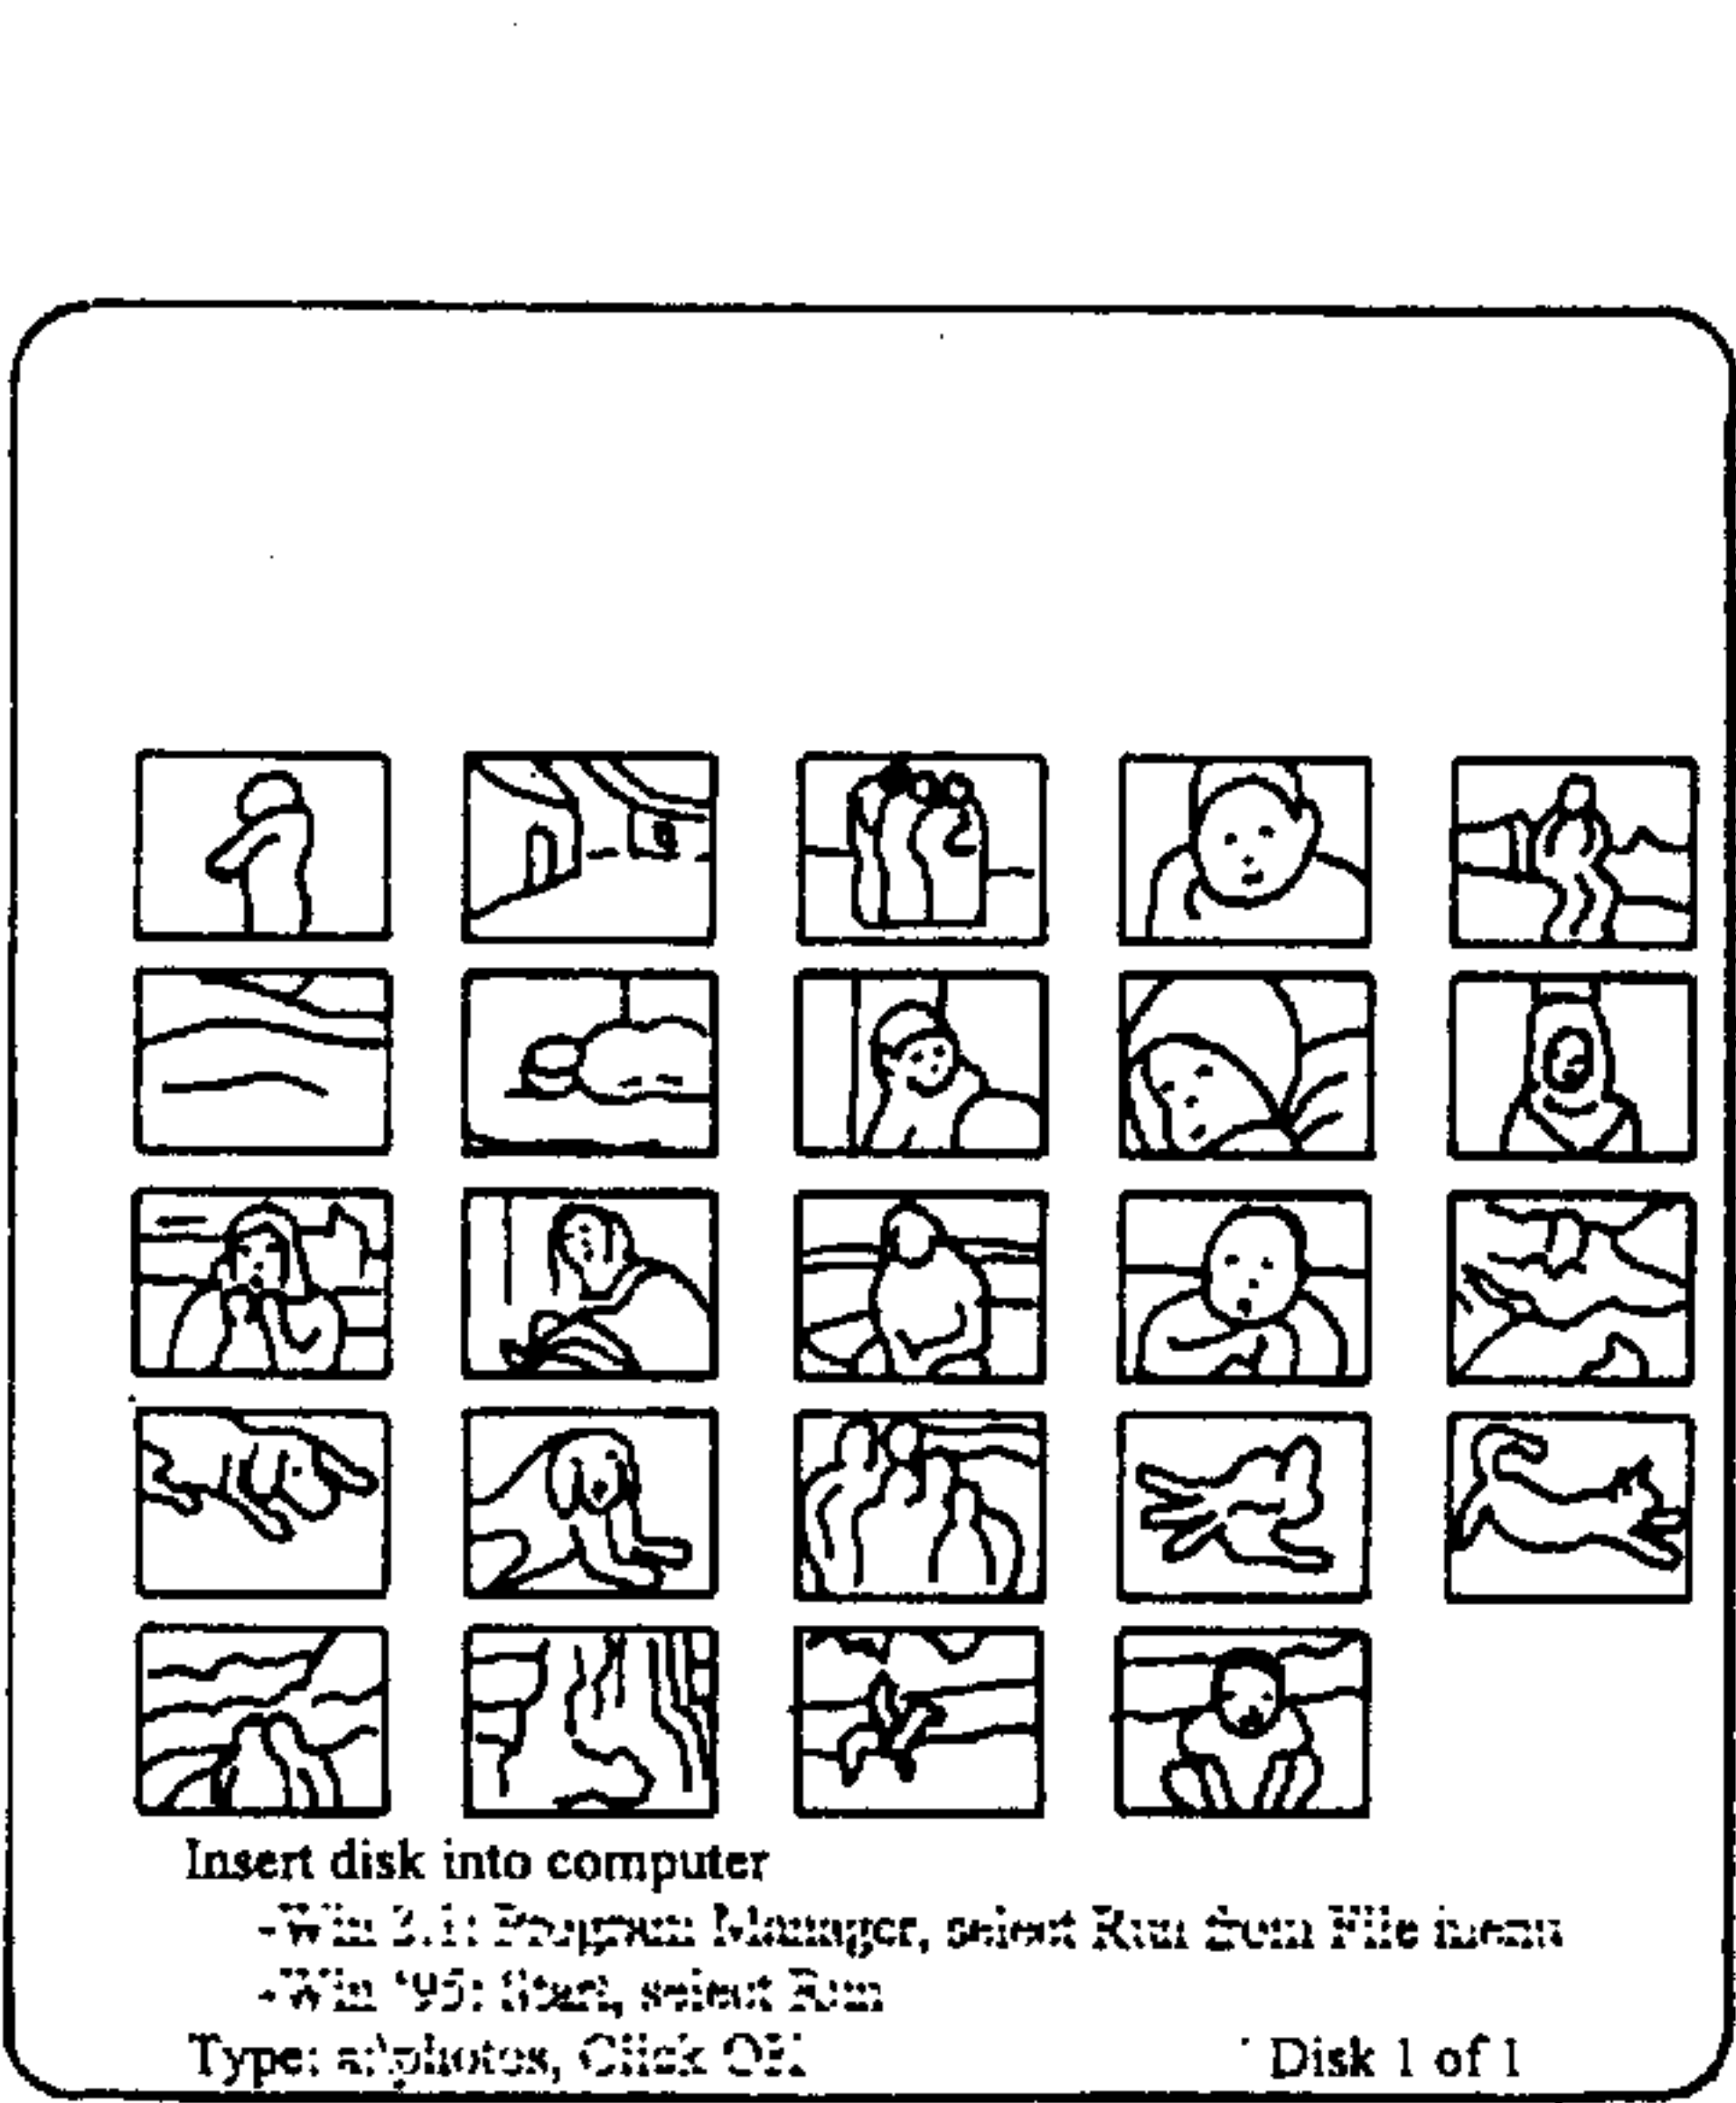 Insert disk into computer
-Win 3.1: Program Manager, select Run from File menu
-Win '95: Start, select Run
Type: a:\photos, Click OK
Disk 1 of 1